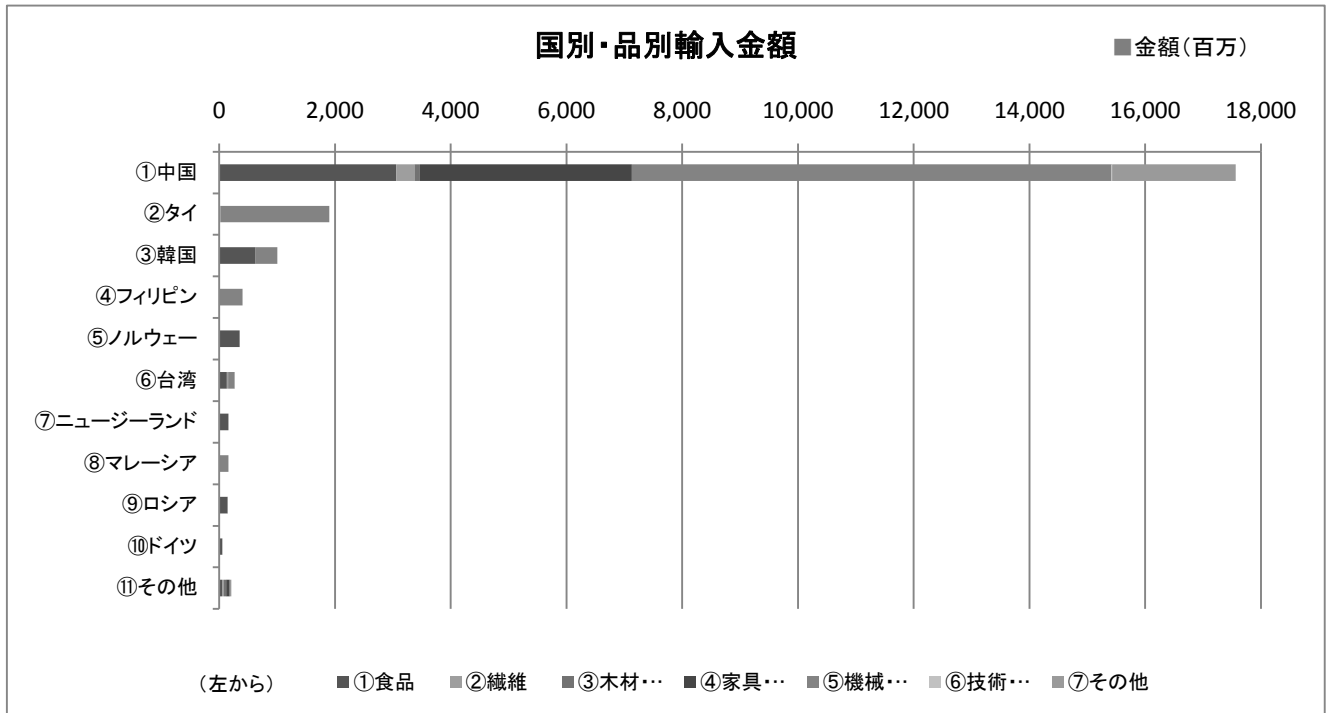 国別・品別輸入金額
■金額（百万）
0 2,000 4,000 6,000 8,000 10,000 12,000 14,000 16,000 18,000
①中国
②タイ
③韓国
④フィリピン
⑤ノルウェー
⑥台湾
⑦ニュージーランド
⑧マレーシア
⑨ロシア
⑩ドイツ
⑪その他
（左から） ■①食品 ■②繊維 ■③木材・・・ ■④家具・・・ ■⑤機械・・・ ■⑥技術・・・ ■⑦その他